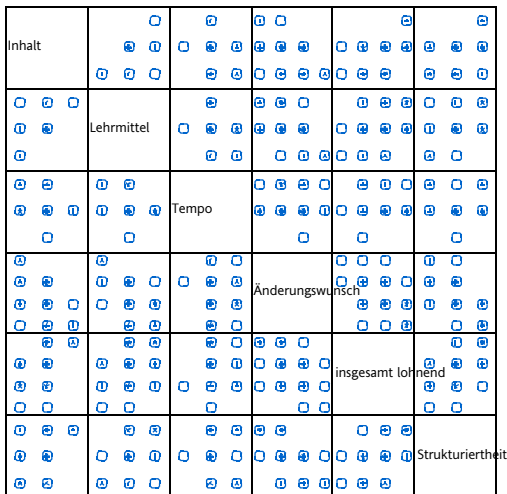 Inhalt
Lehrmittel
Tempo
Änderungswunsch
insgesamt lohnend
Strukturiertheit